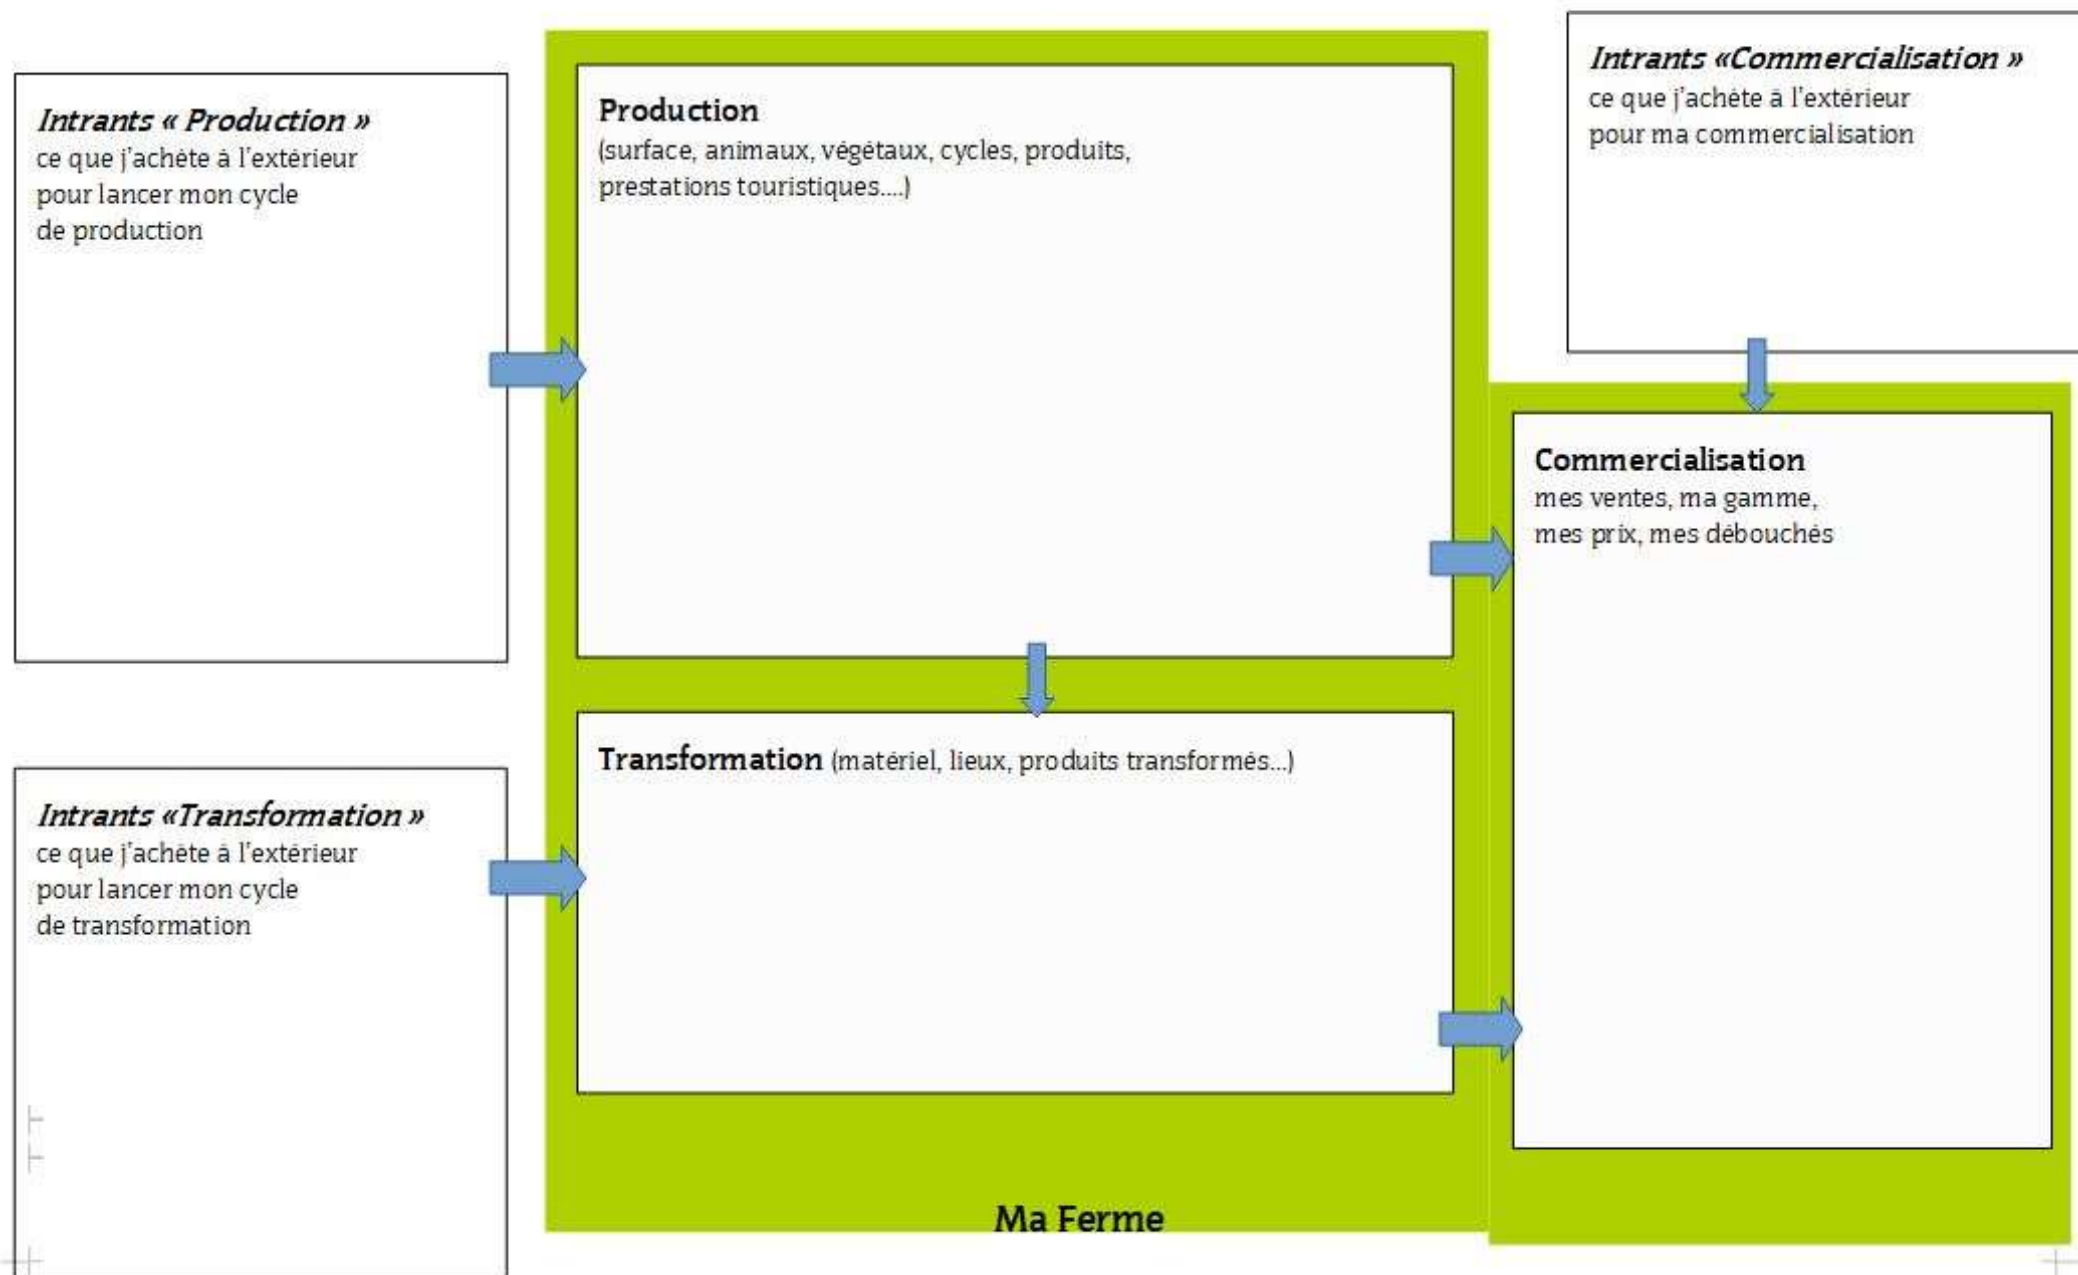 Intrants « Production »
ce que j'achète à l'extérieur
pour lancer mon cycle
de production
Production
(surface, animaux, végétaux, cycles, produits,
prestations touristiques....)
Intrants «Commercialisation »
ce que j'achète à l'extérieur
pour ma commercialisation
Commercialisation
mes ventes, ma gamme,
mes prix, mes débouchés
Transformation (matériel, lieux, produits transformés...)
Intrants «Transformation »
ce que j'achète à l'extérieur
pour lancer mon cycle
de transformation
Ma Ferme